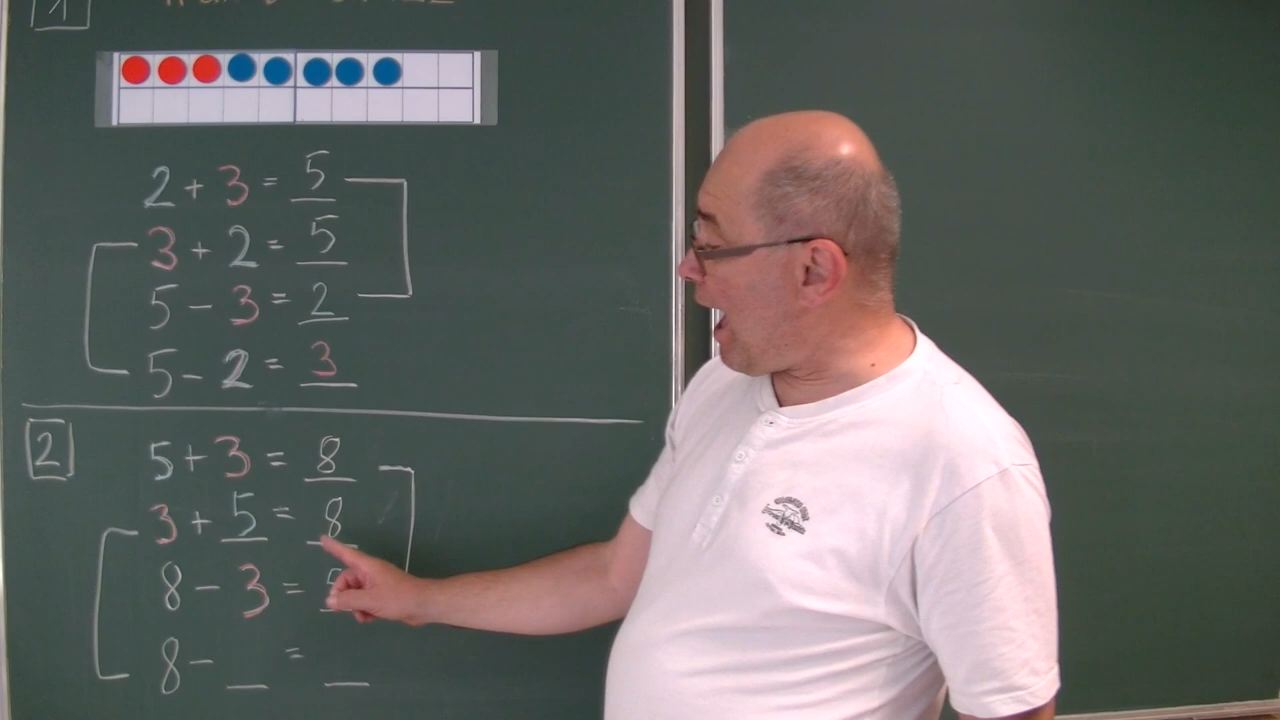 1
2 + 3 = 5
3 + 2 = 5
5 - 3 = 2
5 - 2 = 3
2
5 + 3 = 8
3 + 5 = 8
8 - 3 = 5
8 - _ = _